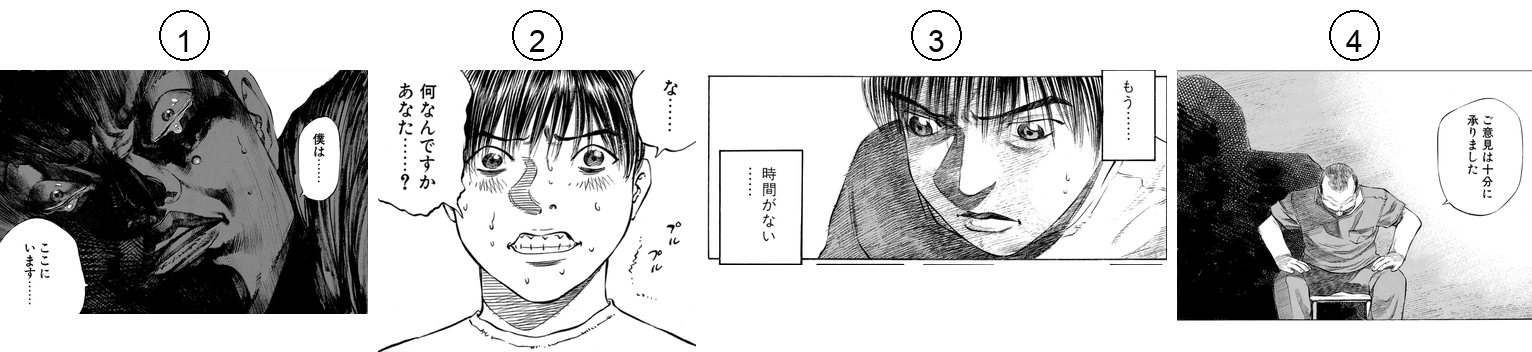 1
僕は……
ここに
います……
2
な……
何なんですか
あなた……?
プル
プル
3
もう……
時間がない
……
4
ご意見は十分に
承りました